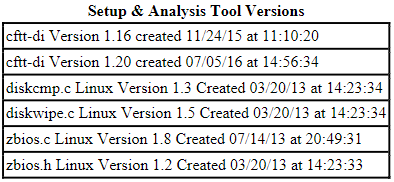 Setup & Analysis Tool Versions
cftt-di Version 1.16 created 11/24/15 at 11:10:20
cftt-di Version 1.20 created 07/05/16 at 14:56:34
diskcmp.c Linux Version 1.3 Created 03/20/13 at 14:23:34
diskwipe.c Linux Version 1.5 Created 03/20/13 at 14:23:34
zbios.c Linux Version 1.8 Created 07/14/13 at 20:49:31
zbios.h Linux Version 1.2 Created 03/20/13 at 14:23:33